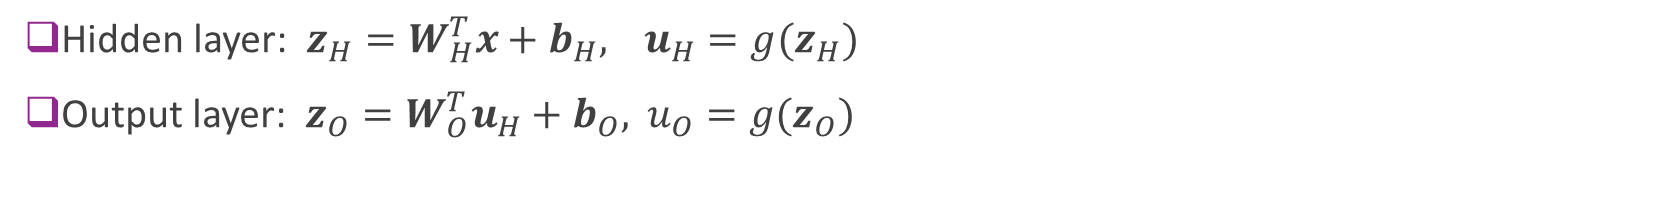 ❑Hidden layer: 𝒛_𝐻 = 𝑾_𝐻^𝑇 𝒙 + 𝒃_𝐻, 𝒖_𝐻 = 𝑔(𝒛_𝐻)
❑Output layer: 𝒛_𝑂 = 𝑾_𝑂^𝑇 𝒖_𝐻 + 𝒃_𝑂, 𝑢_𝑂 = 𝑔(𝒛_𝑂)